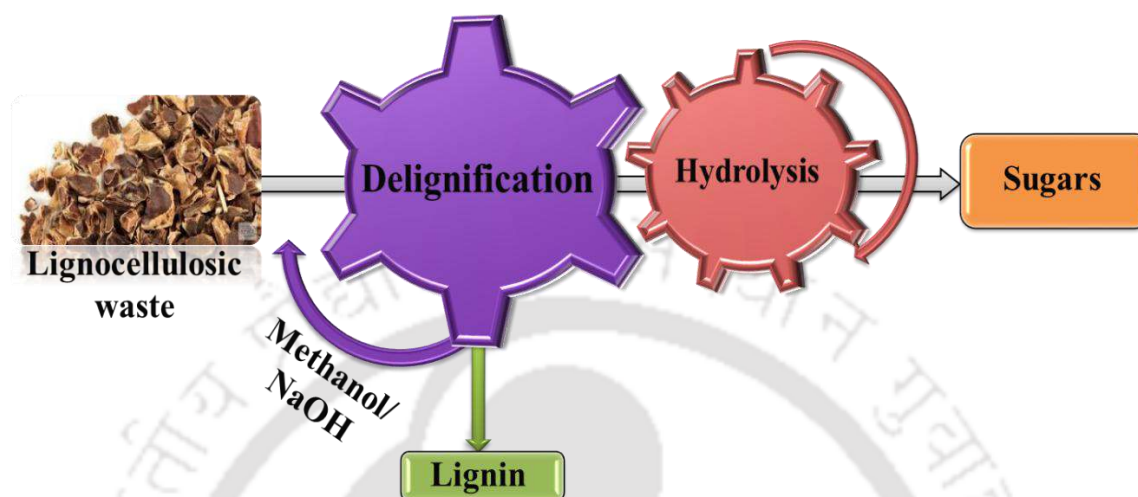 Delignification
Hydrolysis
Sugars
Lignocellulosic
waste
Methanol/
NaOH
Lignin